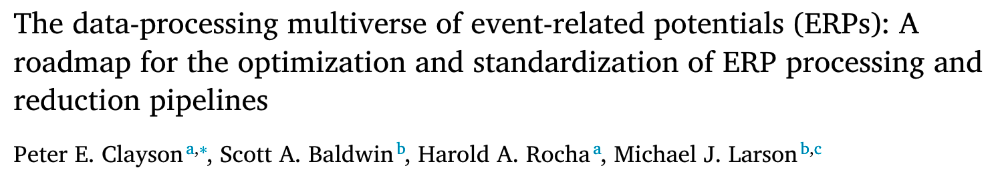 The data-processing multiverse of event-related potentials (ERPs): A
roadmap for the optimization and standardization of ERP processing and
reduction pipelines
Peter E. Clayson a,*, Scott A. Baldwin b, Harold A. Rocha a, Michael J. Larson b,c